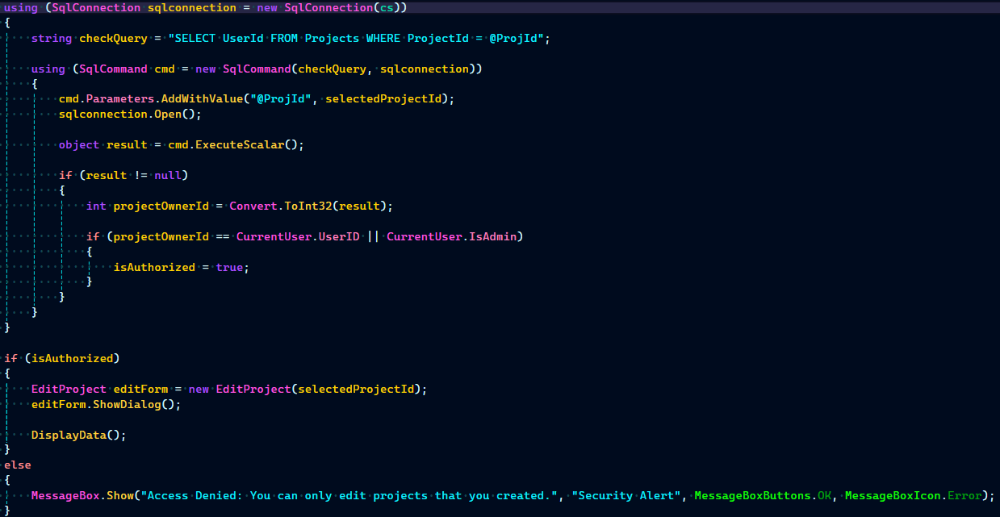 using (SqlConnection sqlconnection = new SqlConnection(cs))
{
    string checkQuery = "SELECT UserId FROM Projects WHERE ProjectId = @ProjId";

    using (SqlCommand cmd = new SqlCommand(checkQuery, sqlconnection))
    {
        cmd.Parameters.AddWithValue("@ProjId", selectedProjectId);
        sqlconnection.Open();

        object result = cmd.ExecuteScalar();

        if (result != null)
        {
            int projectOwnerId = Convert.ToInt32(result);

            if (projectOwnerId == CurrentUser.UserID || CurrentUser.IsAdmin)
            {
                isAuthorized = true;
            }
        }
    }
}

if (isAuthorized)
{
    EditProject editForm = new EditProject(selectedProjectId);
    editForm.ShowDialog();

    DisplayData();
}
else
{
    MessageBox.Show("Access Denied: You can only edit projects that you created.", "Security Alert", MessageBoxButtons.OK, MessageBoxIcon.Error);
}